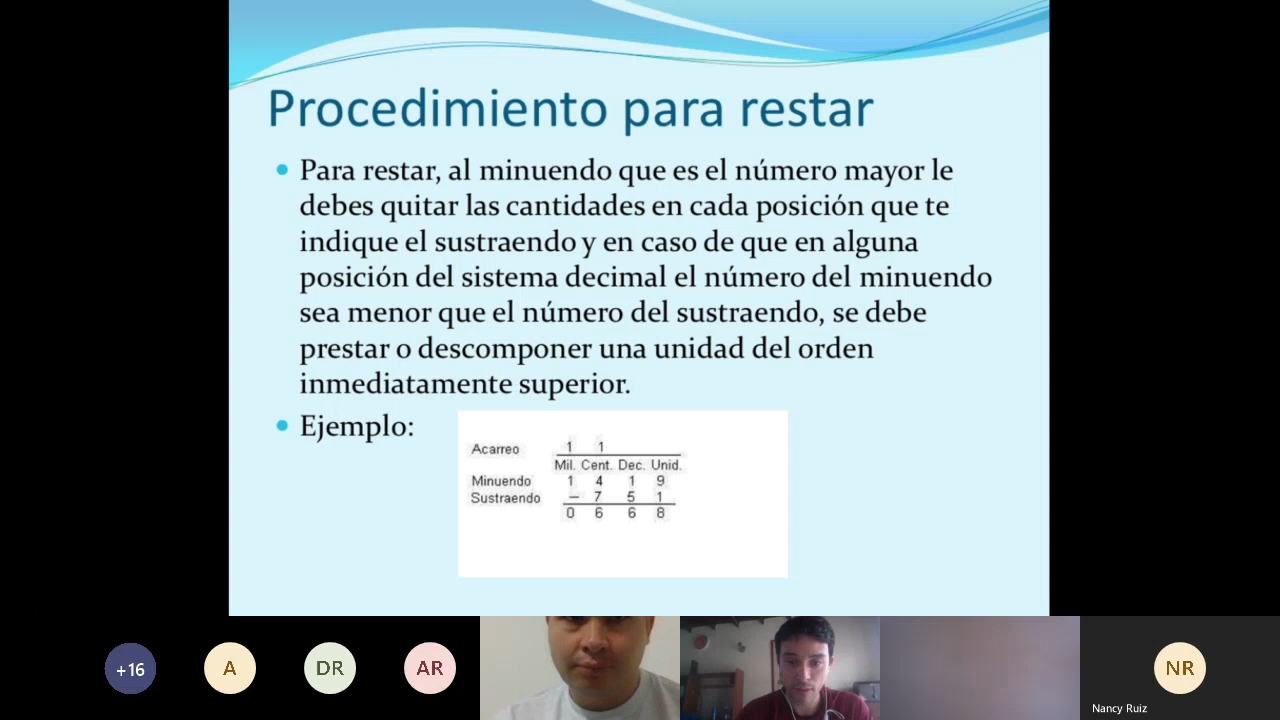 Procedimiento para restar
Para restar, al minuendo que es el número mayor le
debes quitar las cantidades en cada posición que te
indique el sustraendo y en caso de que en alguna
posición del sistema decimal el número del minuendo
sea menor que el número del sustraendo, se debe
prestar o descomponer una unidad del orden
inmediatamente superior.
Ejemplo:
Acarreo 1 1
Mil. Cent. Dec. Unid.
Minuendo 1 4 1 9
Sustraendo – 7 5 1
0 6 6 8
+16 A DR AR NR
Nancy Ruiz